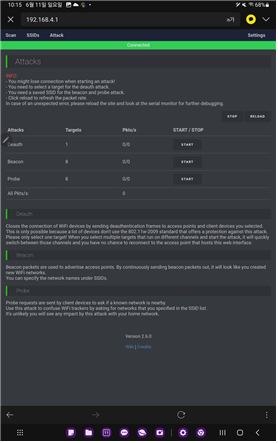 10:15 6월 11일 일요일
68%
192.168.4.1
Scan SSIDs Attack Settings
Connected
Attacks
INFO
- You might lose connection when starting an attack!
- You need to select a target for the deauth attack.
- You need a saved SSID for the beacon and probe attack.
- Click reload to refresh the packet rate.
In case of an unexpected error, please reload the site and look at the serial monitor for further debugging.
STOP RELOAD
Attacks Targets Pkts/s START / STOP
Deauth 1 0/0 START
Beacon 8 0/0 START
Probe 8 0/0 START
All Pkts/s 0
Deauth
Closes the connection of WiFi devices by sending deauthentication frames to access points and client devices you selected.
This is only possible because a lot of devices don't use the 802.11w-2009 standard that offers a protection against this attack.
Please only select one target! When you select multiple targets that run on different channels and start the attack, it will quickly
switch between those channels and you have no chance to reconnect to the access point that hosts this web interface.
Beacon
Beacon packets are used to advertise access points. By continuously sending beacon packets out, it will look like you created
new WiFi networks.
You can specify the network names under SSIDs.
Probe
Probe requests are sent by client devices to ask if a known network is nearby.
Use this attack to confuse WiFi trackers by asking for networks that you specified in the SSID list.
It's unlikely you will see any impact by this attack with your home network.
Version 2.6.0